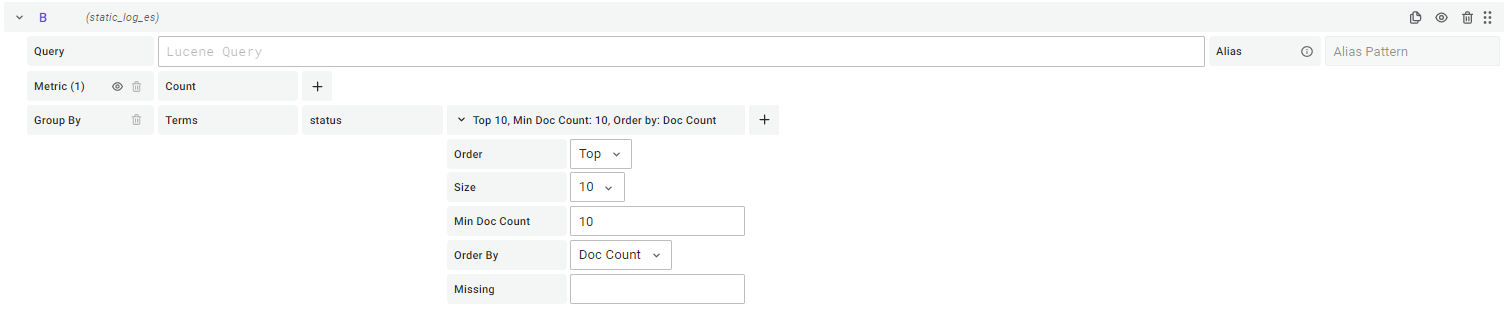 B (static_log_es)
Query Lucene Query Alias Alias Pattern
Metric (1) Count +
Group By Terms status Top 10, Min Doc Count: 10, Order by: Doc Count +
Order Top
Size 10
Min Doc Count 10
Order By Doc Count
Missing